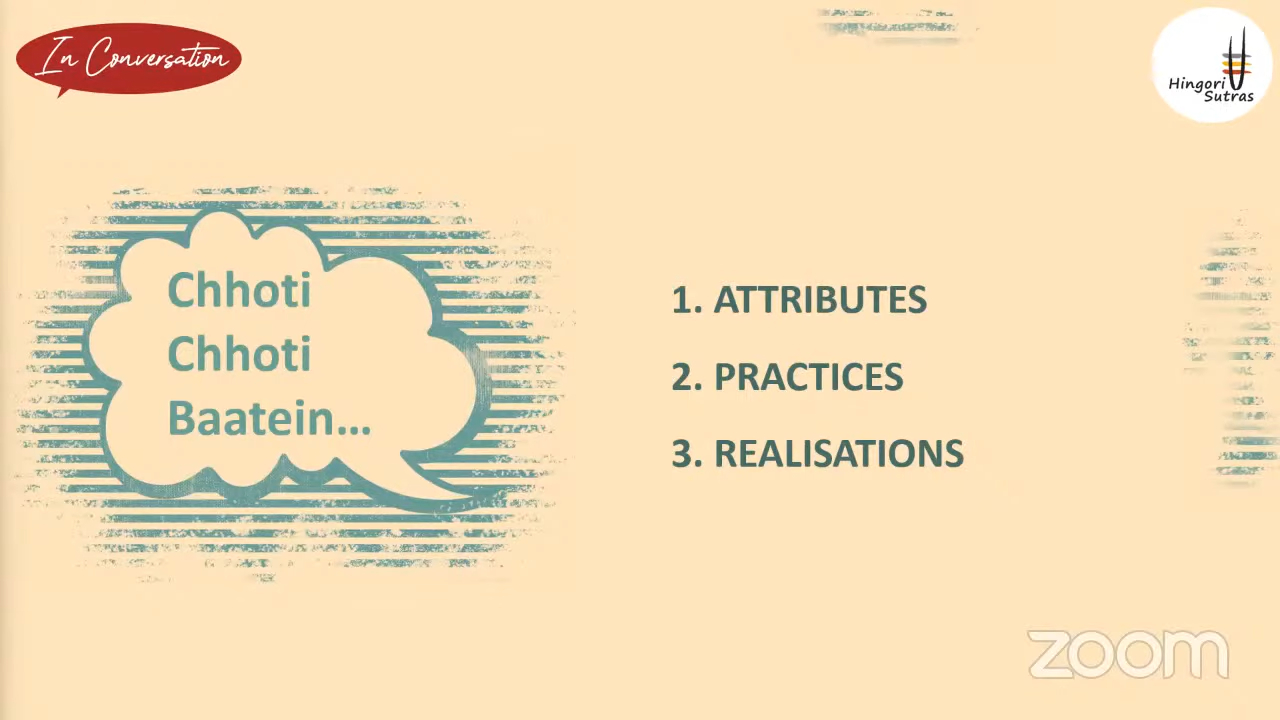 In Conversation
Hingori
Sutras
Chhoti
Chhoti
Baatein...
1. ATTRIBUTES
2. PRACTICES
3. REALISATIONS
zoom